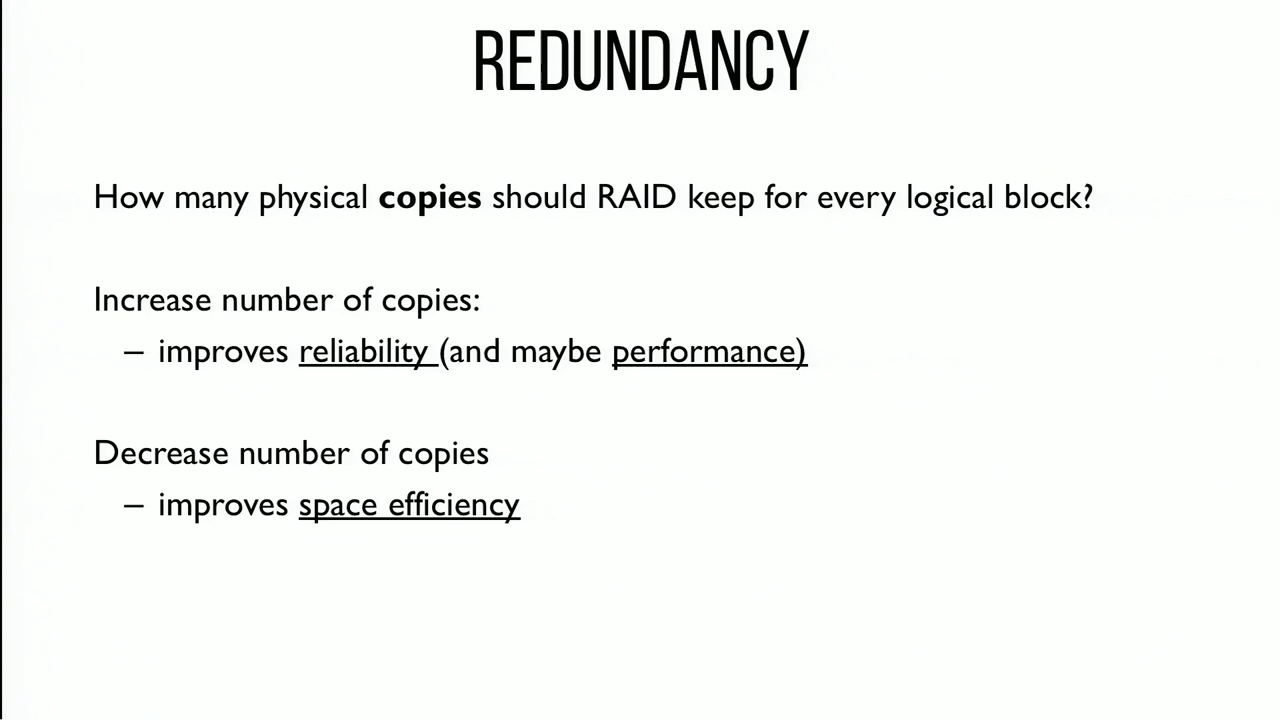 REDUNDANCY
How many physical copies should RAID keep for every logical block?
Increase number of copies:
– improves reliability (and maybe performance)
Decrease number of copies
– improves space efficiency